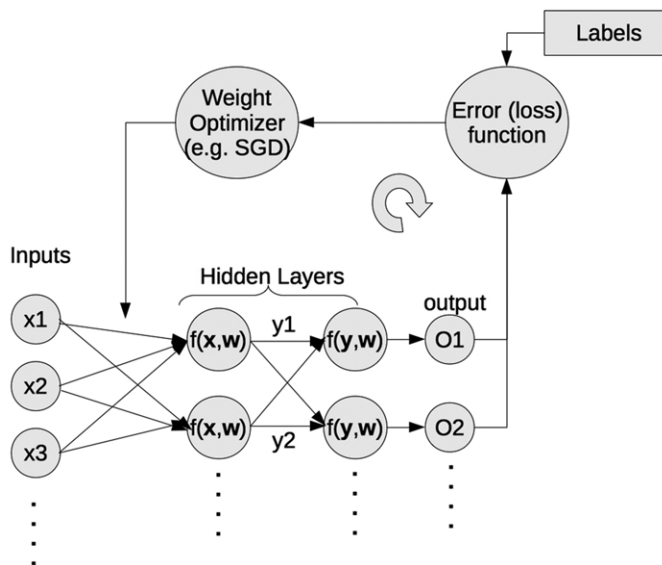 Labels
Weight
Optimizer
(e.g. SGD)
Error (loss)
function
Inputs
Hidden Layers
output
x1
f(x,w)
y1
f(y,w)
O1
x2
x3
f(x,w)
y2
f(y,w)
O2